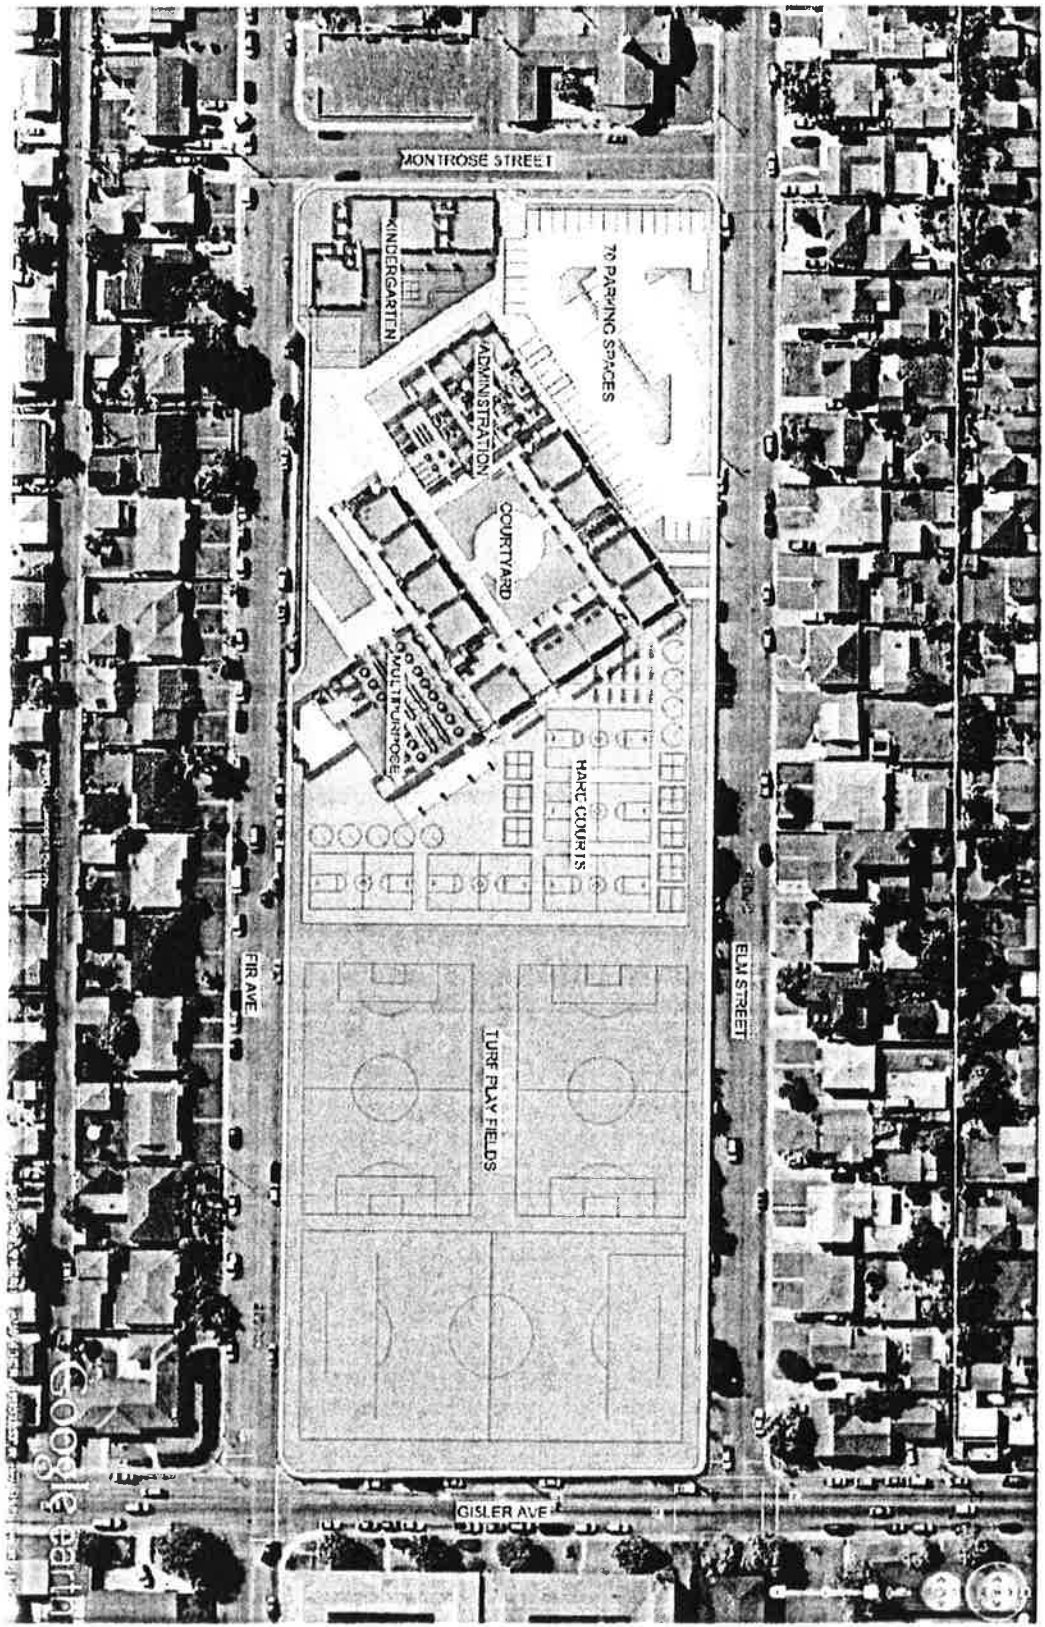 MONTROSE STREET
KINDERGARTEN
70 PARKING SPACES
ADMINISTRATION
COURTYARD
MULTIPURPOSE
HARD COURTS
FIR AVE
ELM STREET
TURF PLAY FIELDS
GISLER AVE
Google earth